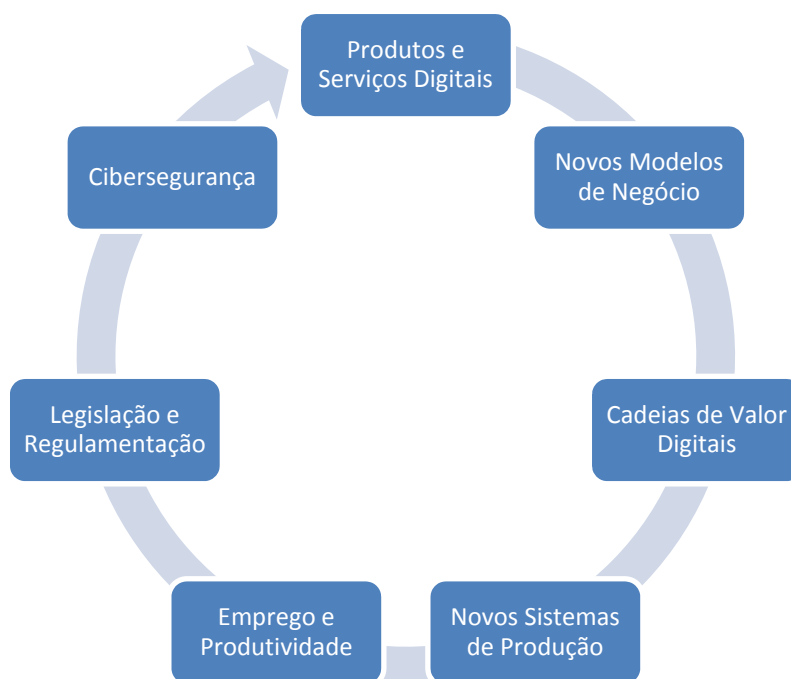 Produtos e
Serviços Digitais
Novos Modelos
de Negócio
Cadeias de Valor
Digitais
Novos Sistemas
de Produção
Emprego e
Produtividade
Legislação e
Regulamentação
Cibersegurança